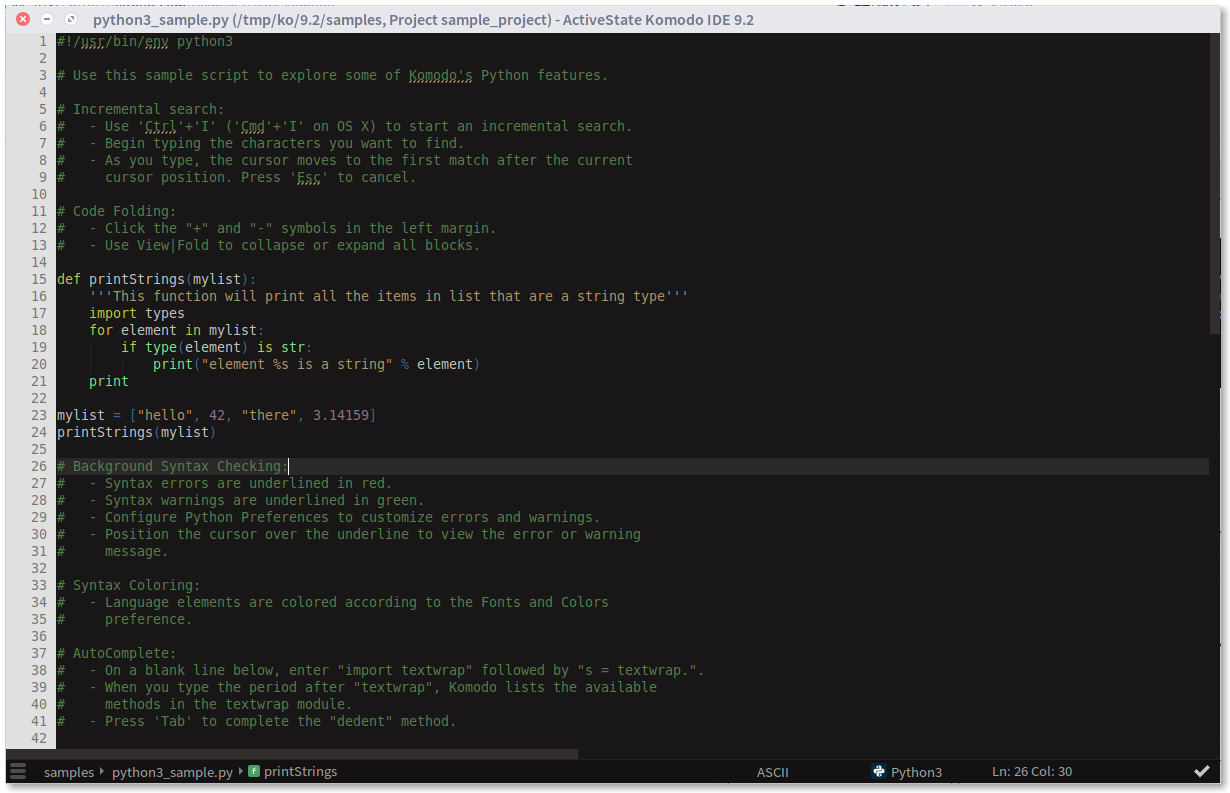 python3_sample.py (/tmp/ko/9.2/samples, Project sample_project) - ActiveState Komodo IDE 9.2
1 #!/usr/bin/env python3
2
3 # Use this sample script to explore some of Komodo's Python features.
4
5 # Incremental search:
6 #   - Use 'Ctrl'+'I' ('Cmd'+'I' on OS X) to start an incremental search.
7 #   - Begin typing the characters you want to find.
8 #   - As you type, the cursor moves to the first match after the current
9 #     cursor position. Press 'Esc' to cancel.
10
11 # Code Folding:
12 #   - Click the "+" and "-" symbols in the left margin.
13 #   - Use View|Fold to collapse or expand all blocks.
14
15 def printStrings(mylist):
16     '''This function will print all the items in list that are a string type'''
17     import types
18     for element in mylist:
19         if type(element) is str:
20             print("element %s is a string" % element)
21     print
22
23 mylist = ["hello", 42, "there", 3.14159]
24 printStrings(mylist)
25
26 # Background Syntax Checking:
27 #   - Syntax errors are underlined in red.
28 #   - Syntax warnings are underlined in green.
29 #   - Configure Python Preferences to customize errors and warnings.
30 #   - Position the cursor over the underline to view the error or warning
31 #     message.
32
33 # Syntax Coloring:
34 #   - Language elements are colored according to the Fonts and Colors
35 #     preference.
36
37 # AutoComplete:
38 #   - On a blank line below, enter "import textwrap" followed by "s = textwrap.".
39 #   - When you type the period after "textwrap", Komodo lists the available
40 #     methods in the textwrap module.
41 #   - Press 'Tab' to complete the "dedent" method.
42
samples python3_sample.py f printStrings ASCII Python3 Ln: 26 Col: 30